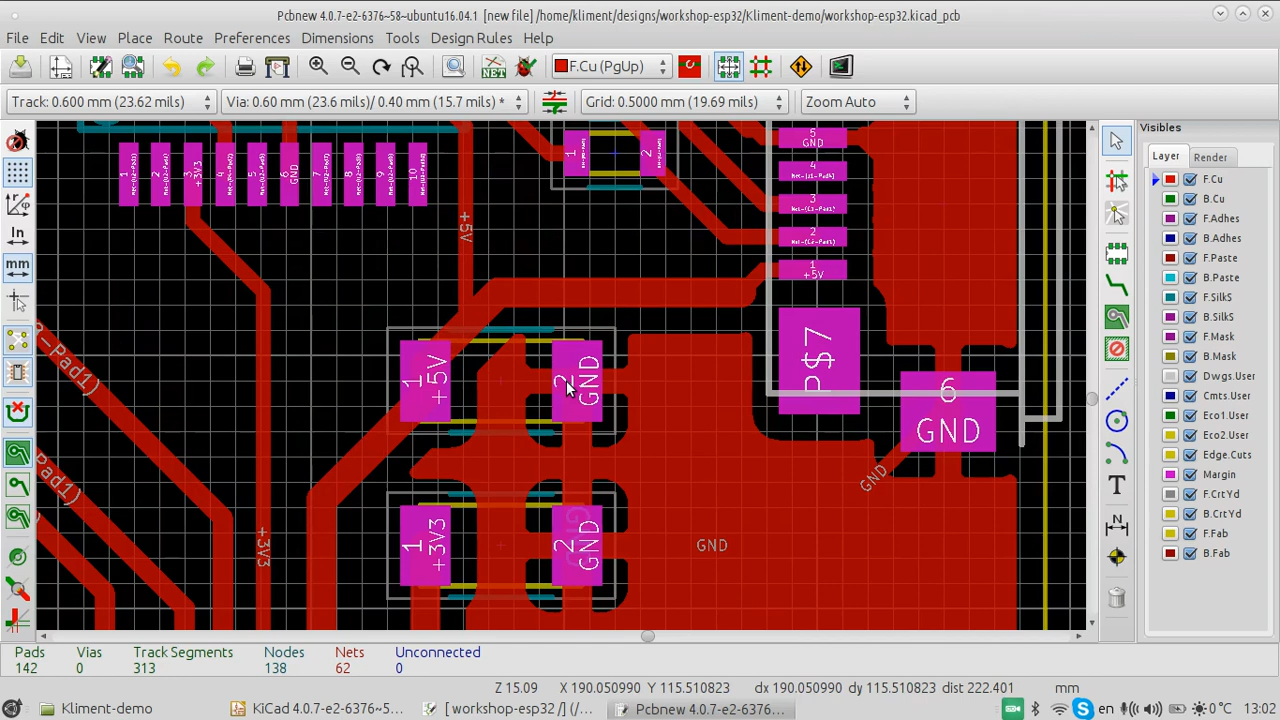 Pcbnew 4.0.7-e2-6376~58~ubuntu16.04.1 [new file] /home/kliment/designs/workshop-esp32/Kliment-demo/workshop-esp32.kicad_pcb
File Edit View Place Route Preferences Dimensions Tools Design Rules Help
NET
F.Cu (PgUp)
Track: 0.600 mm (23.62 mils)
Via: 0.60 mm (23.6 mils)/ 0.40 mm (15.7 mils) *
Grid: 0.5000 mm (19.69 mils)
Zoom Auto
Visibles
Layer Render
F.Cu
B.Cu
F.Adhes
B.Adhes
F.Paste
B.Paste
F.SilkS
B.SilkS
F.Mask
B.Mask
Dwgs.User
Cmts.User
Eco1.User
Eco2.User
Edge.Cuts
Margin
F.CrtYd
B.CrtYd
F.Fab
B.Fab
In
mm
1 2 3 4 5 6 7 8 9 10
+3V3
GND
1 2
5
GND
4
3
2
1
+5V
P$7
6
GND
+5V
1
+5V
2
GND
1
+3V3
2
GND
GND
GND
+3V3
-Pad1)
Pad1)
Pads 142
Vias 0
Track Segments 313
Nodes 138
Nets 62
Unconnected 0
Z 15.09 X 190.050990 Y 115.510823 dx 190.050990 dy 115.510823 dist 222.401 mm
Kliment-demo
KiCad 4.0.7-e2-6376~5...
[ workshop-esp32 /] (/...
Pcbnew 4.0.7-e2-6376...
en
0°C
13:02